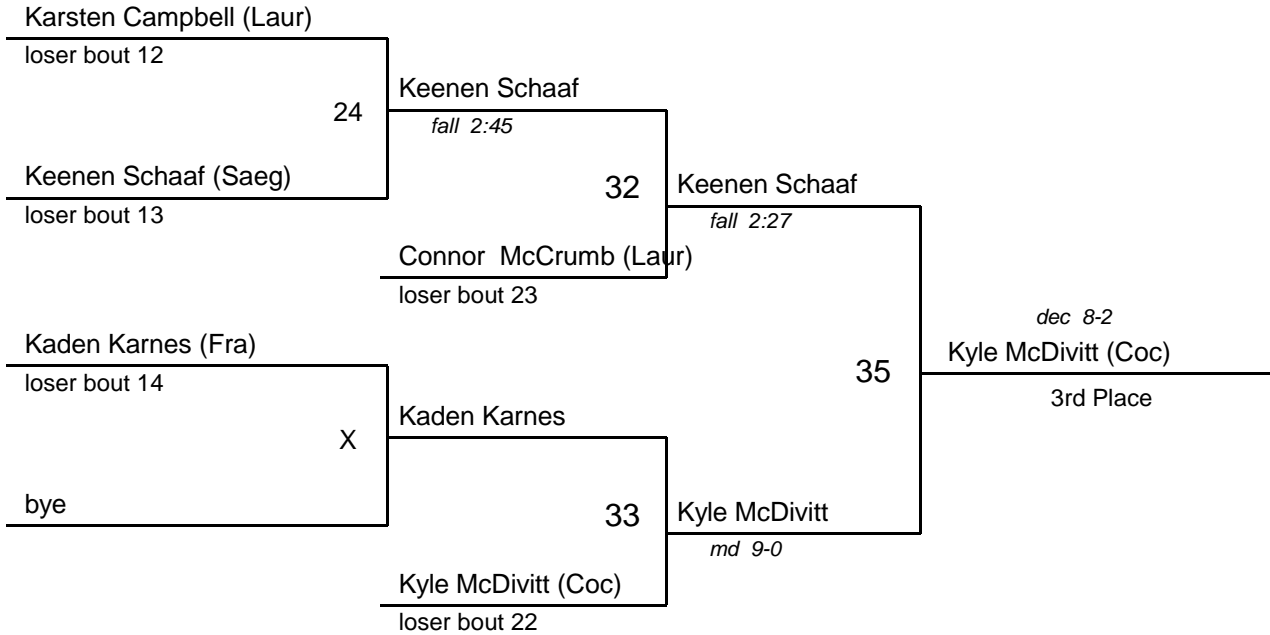 Karsten Campbell (Laur)
loser bout 12
Keenen Schaaf
24
fall 2:45
Keenen Schaaf (Saeg)
32
Keenen Schaaf
loser bout 13
fall 2:27
Connor McCrumb (Laur)
loser bout 23
dec 8-2
Kaden Karnes (Fra)
Kyle McDivitt (Coc)
35
loser bout 14
3rd Place
Kaden Karnes
X
bye
33
Kyle McDivitt
md 9-0
Kyle McDivitt (Coc)
loser bout 22